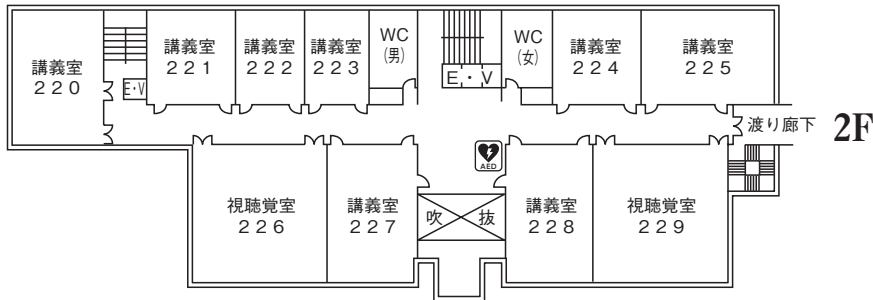 講義室
220
E・V
講義室
221
講義室
222
講義室
223
WC
(男)
E・V
WC
(女)
講義室
224
講義室
225
渡り廊下
2F
視聴覚室
226
講義室
227
AED
吹抜
講義室
228
視聴覚室
229